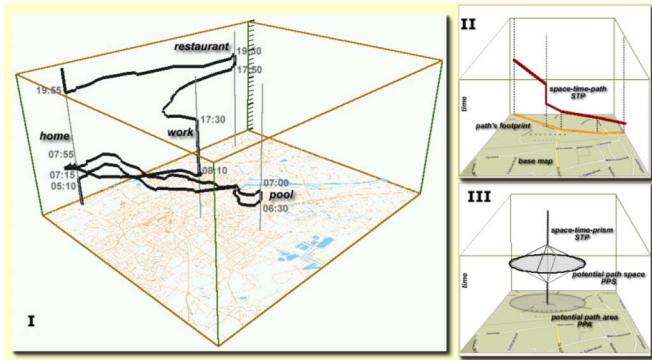 restaurant
19:30
17:50
19:55
home
work
17:30
07:55
07:15
05:10
08:10
07:00
pool
06:30
I
II
space-time-path
STP
time
path's footprint
base map
III
space-time-prism
STP
potential path space
PPS
time
potential path area
PPA